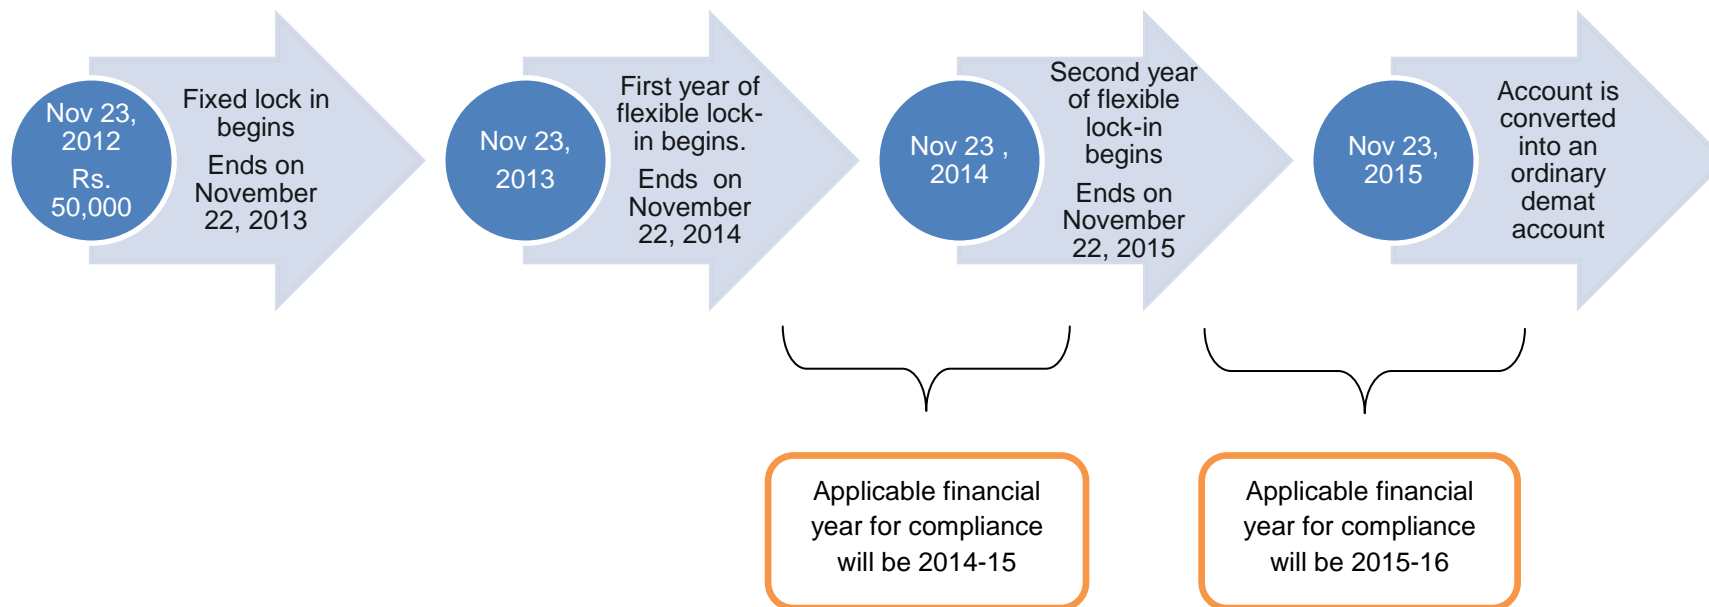 Nov 23,
2012
Rs.
50,000
Fixed lock in
begins
Ends on
November
22, 2013
Nov 23,
2013
First year of
flexible lock-
in begins.
Ends on
November
22, 2014
Nov 23 ,
2014
Second year
of flexible
lock-in
begins
Ends on
November
22, 2015
Nov 23,
2015
Account is
converted
into an
ordinary
demat
account
Applicable financial
year for compliance
will be 2014-15
Applicable financial
year for compliance
will be 2015-16